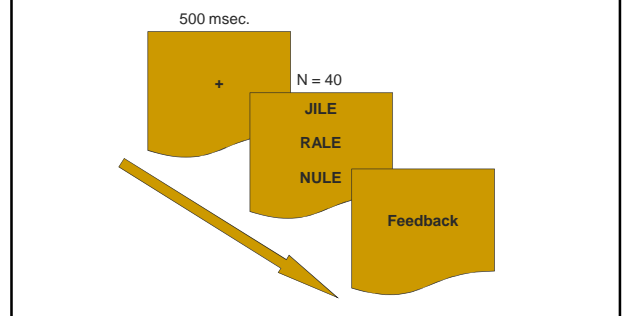 500 msec.
+
N = 40
JILE
RALE
NULE
Feedback